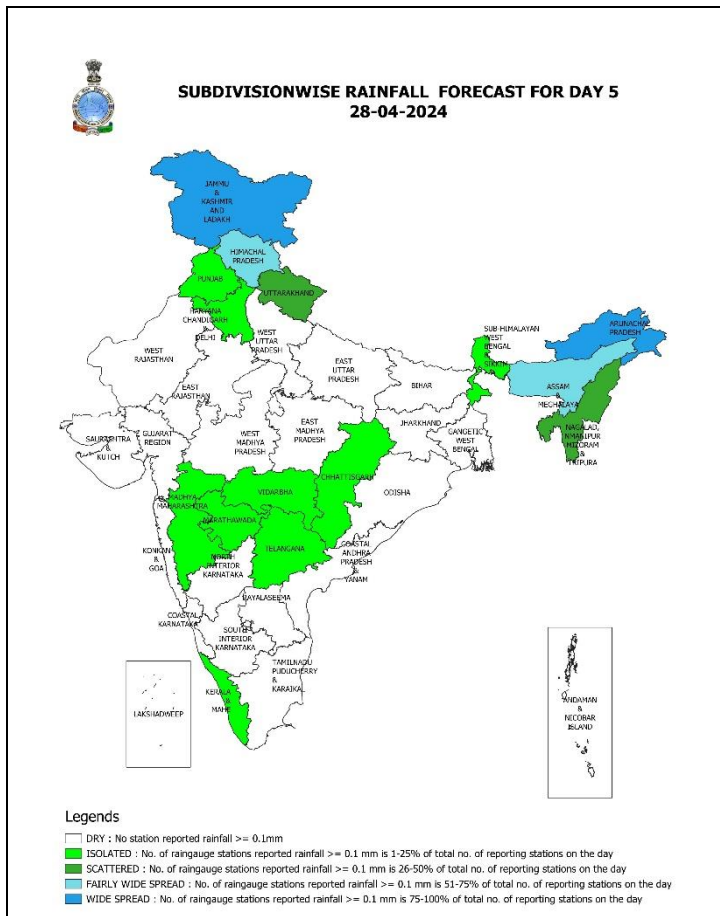 SUBDIVISIONWISE RAINFALL FORECAST FOR DAY 5
28-04-2024
JAMMU
&
KASHMIR
AND
LADAKH
HIMACHAL
PRADESH
PUNJAB
UTTARAKHAND
HARYANA
CHANDIGARH
&
DELHI
WEST
UTTAR
PRADESH
WEST
RAJASTHAN
EAST
RAJASTHAN
EAST
UTTAR
PRADESH
BIHAR
SUB-HIMALAYAN
WEST
BENGAL
&
SIKKIM
ARUNACHAL
PRADESH
ASSAM
&
MEGHALAYA
NAGALAD,
NMANIPUR
MIZORAM
&
TRIPURA
SAURASHTRA
&
KUTCH
GUJARAT
REGION
WEST
MADHYA
PRADESH
EAST
MADHYA
PRADESH
JHARKHAND
GANGETIC
WEST
BENGAL
CHHATTISGARH
ODISHA
MADHYA
MAHARASHTRA
VIDARBHA
MARATHAWADA
TELANGANA
KONKAN
&
GOA
NORTH
INTERIOR
KARNATAKA
COASTAL
ANDHRA
PRADESH
&
YANAM
RAYALASEEMA
COASTAL
KARNATAKA
SOUTH
INTERIOR
KARNATAKA
TAMILNADU
PUDUCHERRY
&
KARAIKAL
KERALA
&
MAHE
LAKSHADWEEP
ANDAMAN
&
NICOBAR
ISLAND
Legends
DRY : No station reported rainfall >= 0.1mm
ISOLATED : No. of raingauge stations reported rainfall >= 0.1 mm is 1-25% of total no. of reporting stations on the day
SCATTERED : No. of raingauge stations reported rainfall >= 0.1 mm is 26-50% of total no. of reporting stations on the day
FAIRLY WIDE SPREAD : No. of raingauge stations reported rainfall >= 0.1 mm is 51-75% of total no. of reporting stations on the day
WIDE SPREAD : No. of raingauge stations reported rainfall >= 0.1 mm is 75-100% of total no. of reporting stations on the day